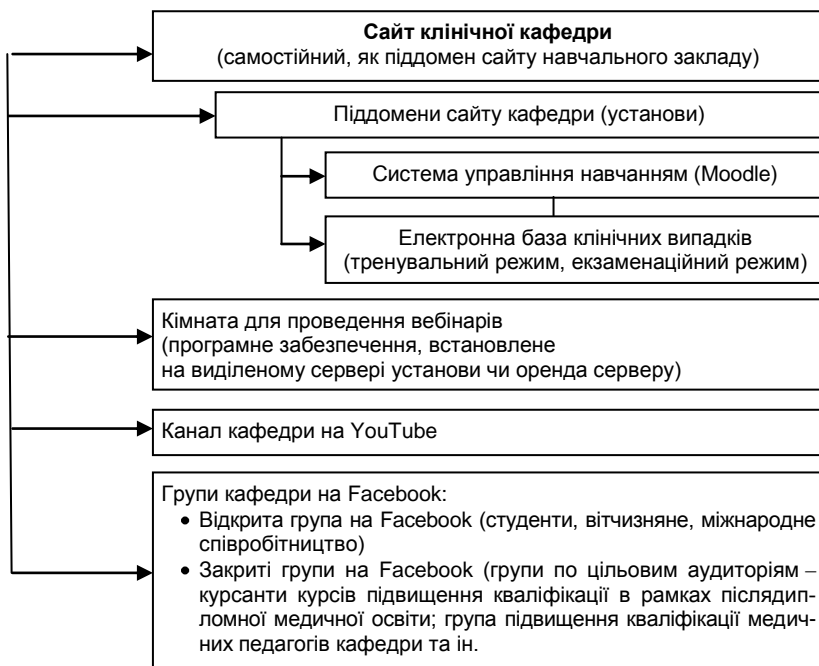 Сайт клінічної кафедри
(самостійний, як піддомен сайту навчального закладу)
Піддомени сайту кафедри (установи)
Система управління навчанням (Moodle)
Електронна база клінічних випадків
(тренувальний режим, екзаменаційний режим)
Кімната для проведення вебінарів
(програмне забезпечення, встановлене
на виділеному сервері установи чи оренда серверу)
Канал кафедри на YouTube
Групи кафедри на Facebook:
• Відкрита група на Facebook (студенти, вітчизняне, міжнародне
співробітництво)
• Закриті групи на Facebook (групи по цільовим аудиторіям –
курсанти курсів підвищення кваліфікації в рамках післядип-
ломної медичної освіти; група підвищення кваліфікації медич-
них педагогів кафедри та ін.